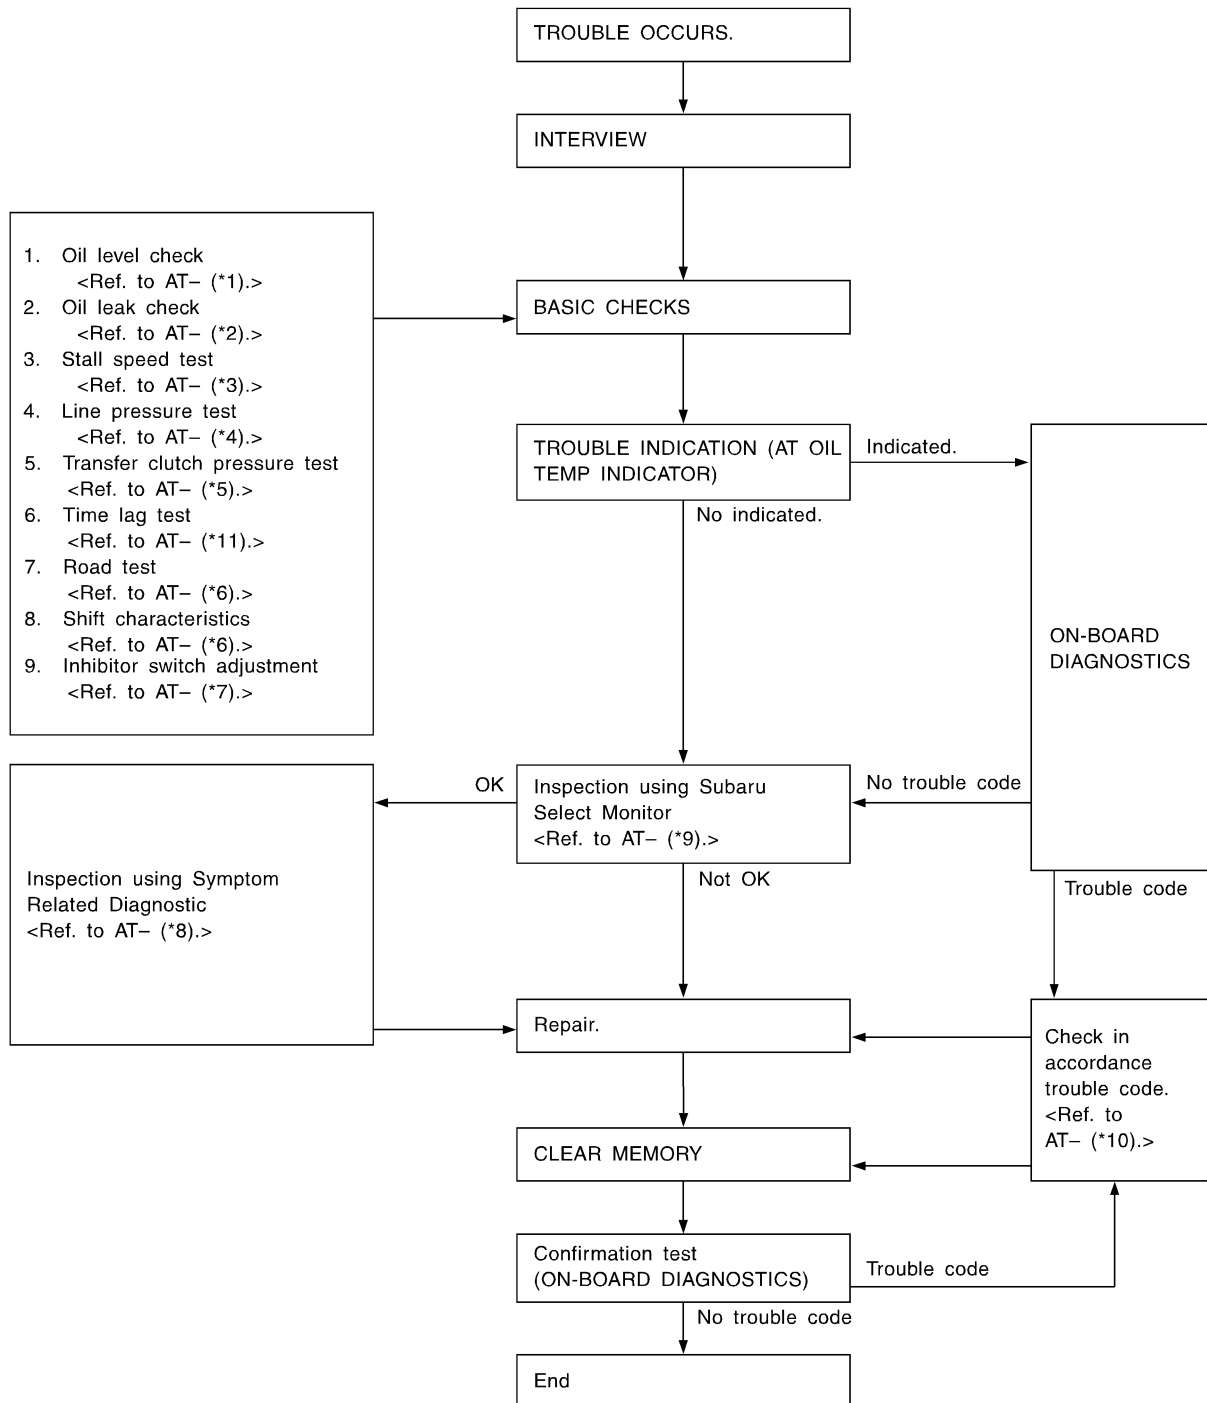 TROUBLE OCCURS.
INTERVIEW
1. Oil level check
<Ref. to AT– (*1).>
2. Oil leak check
<Ref. to AT– (*2).>
3. Stall speed test
<Ref. to AT– (*3).>
4. Line pressure test
<Ref. to AT– (*4).>
5. Transfer clutch pressure test
<Ref. to AT– (*5).>
6. Time lag test
<Ref. to AT– (*11).>
7. Road test
<Ref. to AT– (*6).>
8. Shift characteristics
<Ref. to AT– (*6).>
9. Inhibitor switch adjustment
<Ref. to AT– (*7).>
BASIC CHECKS
TROUBLE INDICATION (AT OIL
TEMP INDICATOR)
Indicated.
No indicated.
ON-BOARD
DIAGNOSTICS
No trouble code
Trouble code
Inspection using Subaru
Select Monitor
<Ref. to AT– (*9).>
OK
Not OK
Inspection using Symptom
Related Diagnostic
<Ref. to AT– (*8).>
Repair.
Check in
accordance
trouble code.
<Ref. to
AT– (*10).>
CLEAR MEMORY
Confirmation test
(ON-BOARD DIAGNOSTICS)
Trouble code
No trouble code
End